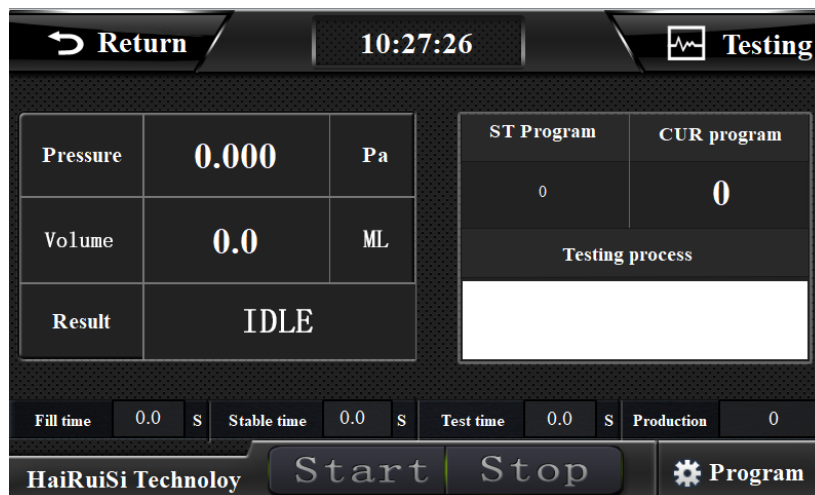 Return 10:27:26 Testing
Pressure 0.000 Pa
Volume 0.0 ML
Result IDLE
ST Program CUR program
0 0
Testing process
Fill time 0.0 S Stable time 0.0 S Test time 0.0 S Production 0
HaiRuiSi Technoloy Start Stop Program